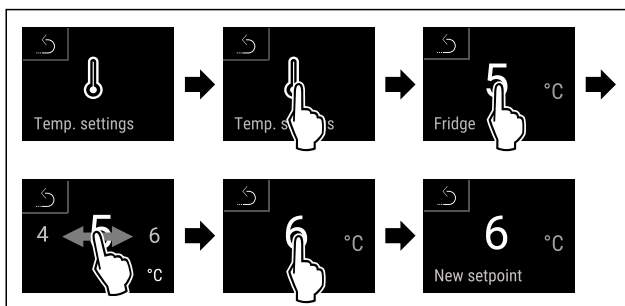 Temp. settings
Temp. s s
5 °C
Fridge
4 5 6
°C
6 °C
6 °C
New setpoint